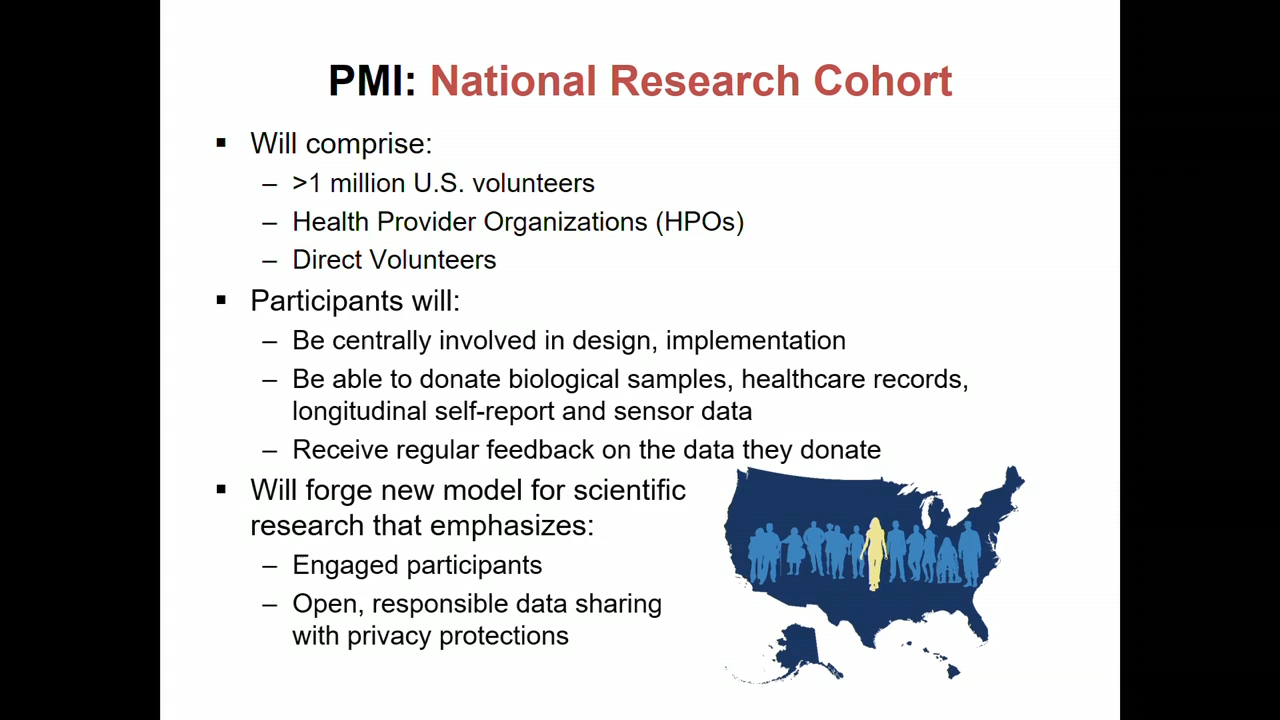 PMI: National Research Cohort
▪ Will comprise:
– >1 million U.S. volunteers
– Health Provider Organizations (HPOs)
– Direct Volunteers
▪ Participants will:
– Be centrally involved in design, implementation
– Be able to donate biological samples, healthcare records,
longitudinal self-report and sensor data
– Receive regular feedback on the data they donate
▪ Will forge new model for scientific
research that emphasizes:
– Engaged participants
– Open, responsible data sharing
with privacy protections